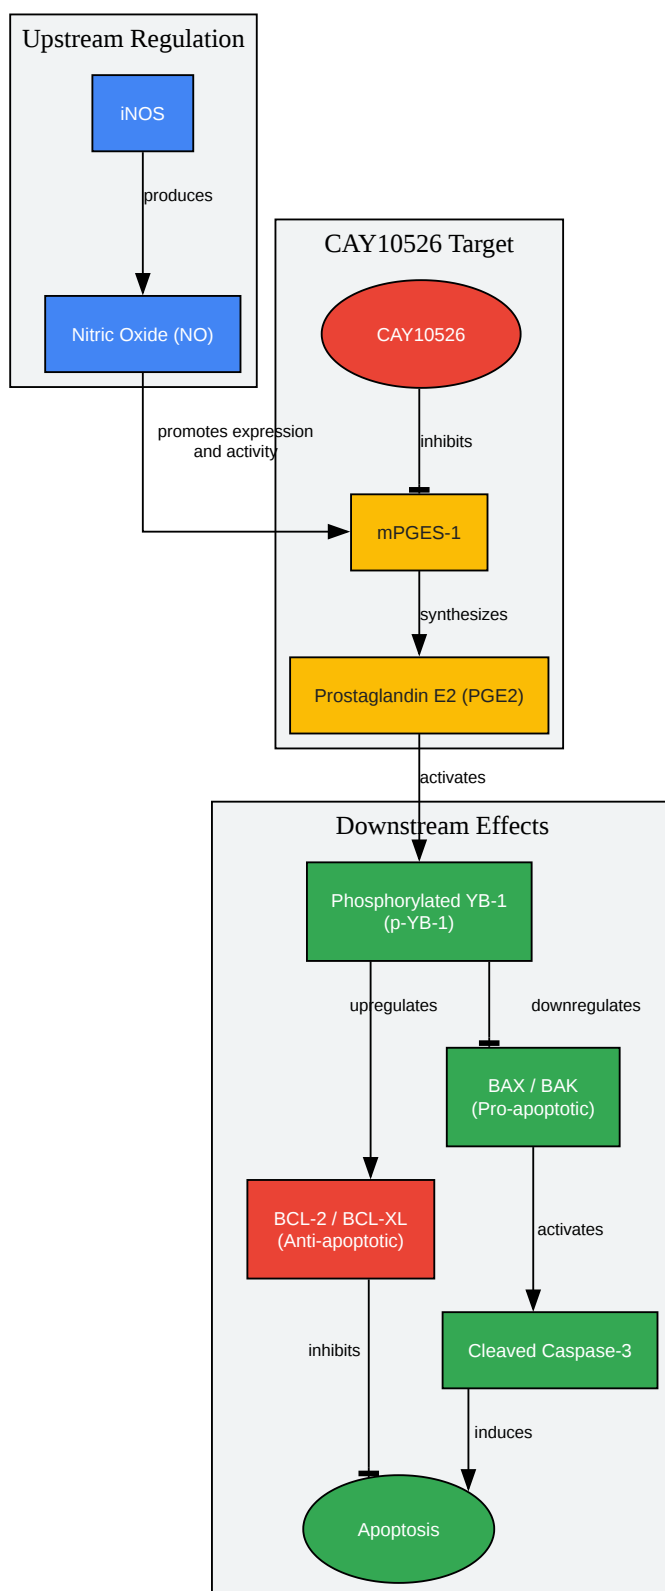 Upstream Regulation
iNOS
produces
Nitric Oxide (NO)
CAY10526 Target
CAY10526
promotes expression
and activity
inhibits
mPGES-1
synthesizes
Prostaglandin E2 (PGE2)
activates
Downstream Effects
Phosphorylated YB-1
(p-YB-1)
upregulates
downregulates
BAX / BAK
(Pro-apoptotic)
BCL-2 / BCL-XL
(Anti-apoptotic)
activates
inhibits
Cleaved Caspase-3
induces
Apoptosis